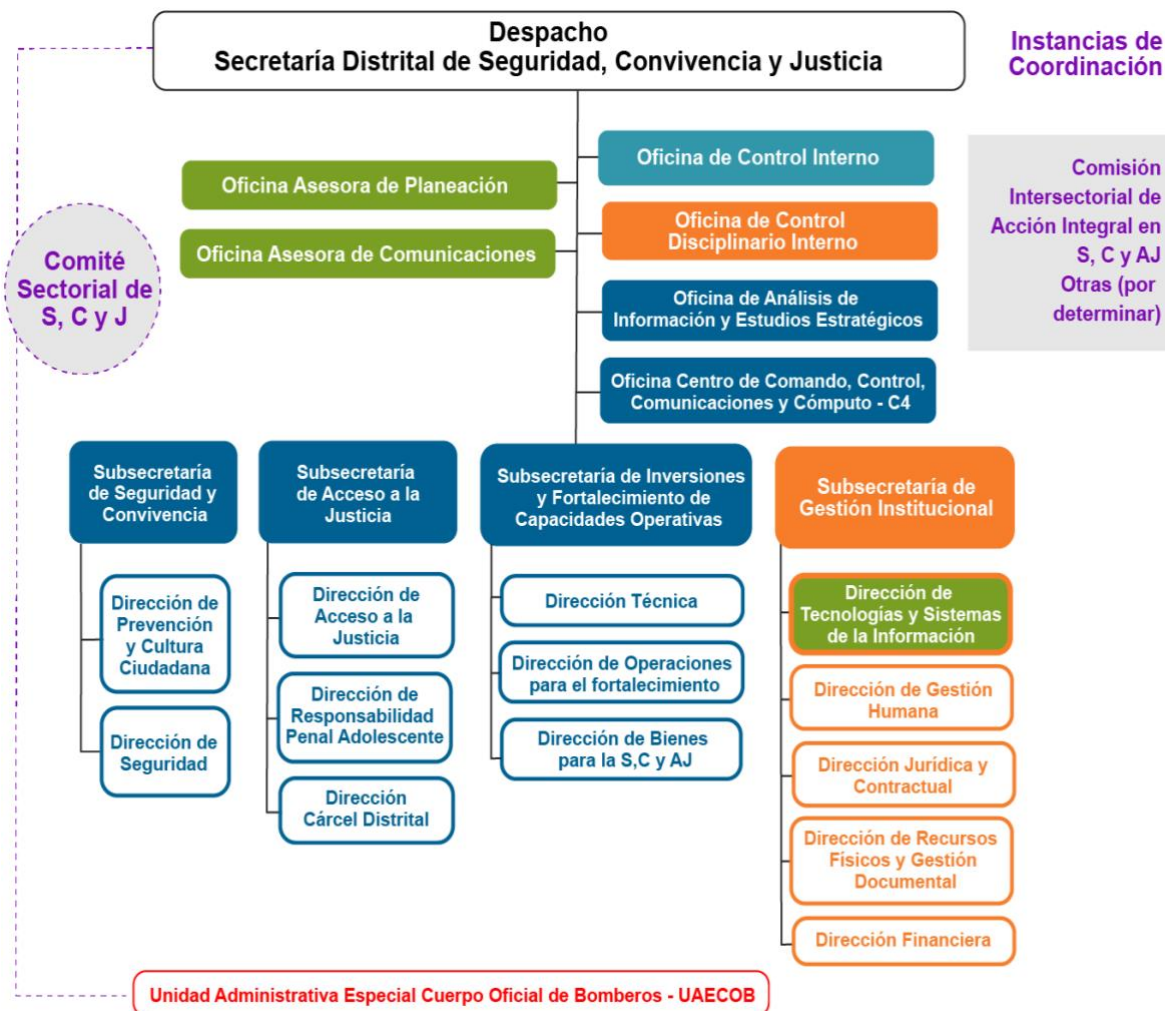 Despacho
Secretaría Distrital de Seguridad, Convivencia y Justicia
Instancias de
Coordinación
Oficina de Control Interno
Oficina Asesora de Planeación
Oficina de Control
Disciplinario Interno
Oficina Asesora de Comunicaciones
Oficina de Análisis de
Información y Estudios Estratégicos
Oficina Centro de Comando, Control,
Comunicaciones y Cómputo - C4
Comisión
Intersectorial de
Acción Integral en
S, C y AJ
Otras (por
determinar)
Comité
Sectorial de
S, C y J
Subsecretaría
de Seguridad y
Convivencia
Dirección de
Prevención
y Cultura
Ciudadana
Dirección de
Seguridad
Subsecretaría
de Acceso a la
Justicia
Dirección de
Acceso a la
Justicia
Dirección de
Responsabilidad
Penal Adolescente
Dirección
Cárcel Distrital
Subsecretaría de Inversiones
y Fortalecimiento de
Capacidades Operativas
Dirección Técnica
Dirección de Operaciones
para el fortalecimiento
Dirección de Bienes
para la S,C y AJ
Subsecretaría de
Gestión Institucional
Dirección de
Tecnologías y Sistemas
de la Información
Dirección de Gestión
Humana
Dirección Jurídica y
Contractual
Dirección de Recursos
Físicos y Gestión
Documental
Dirección Financiera
Unidad Administrativa Especial Cuerpo Oficial de Bomberos - UAECOB